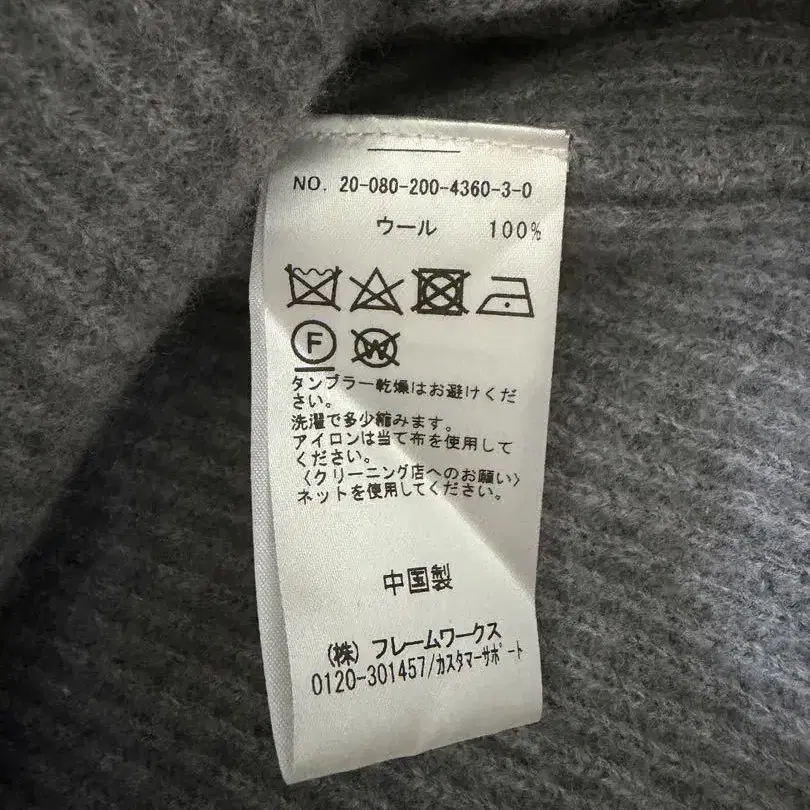 NO. 20-080-200-4360-3-0
ウール 100%
F
W
タンブラー乾燥はお避けくだ
さい。
洗濯で多少縮みます。
アイロンは当て布を使用して
ください。
〈クリーニング店へのお願い〉
ネットを使用してください。
中国製
(株) フレームワークス
0120-301457/カスタマーサポート